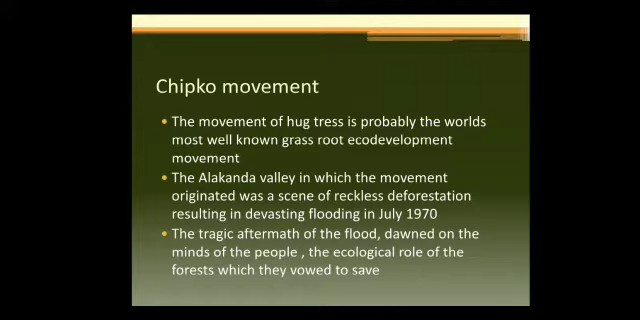 Chipko movement
• The movement of hug tress is probably the worlds
most well known grass root ecodevelopment
movement
• The Alakanda valley in which the movement
originated was a scene of reckless deforestation
resulting in devasting flooding in July 1970
• The tragic aftermath of the flood, dawned on the
minds of the people , the ecological role of the
forests which they vowed to save